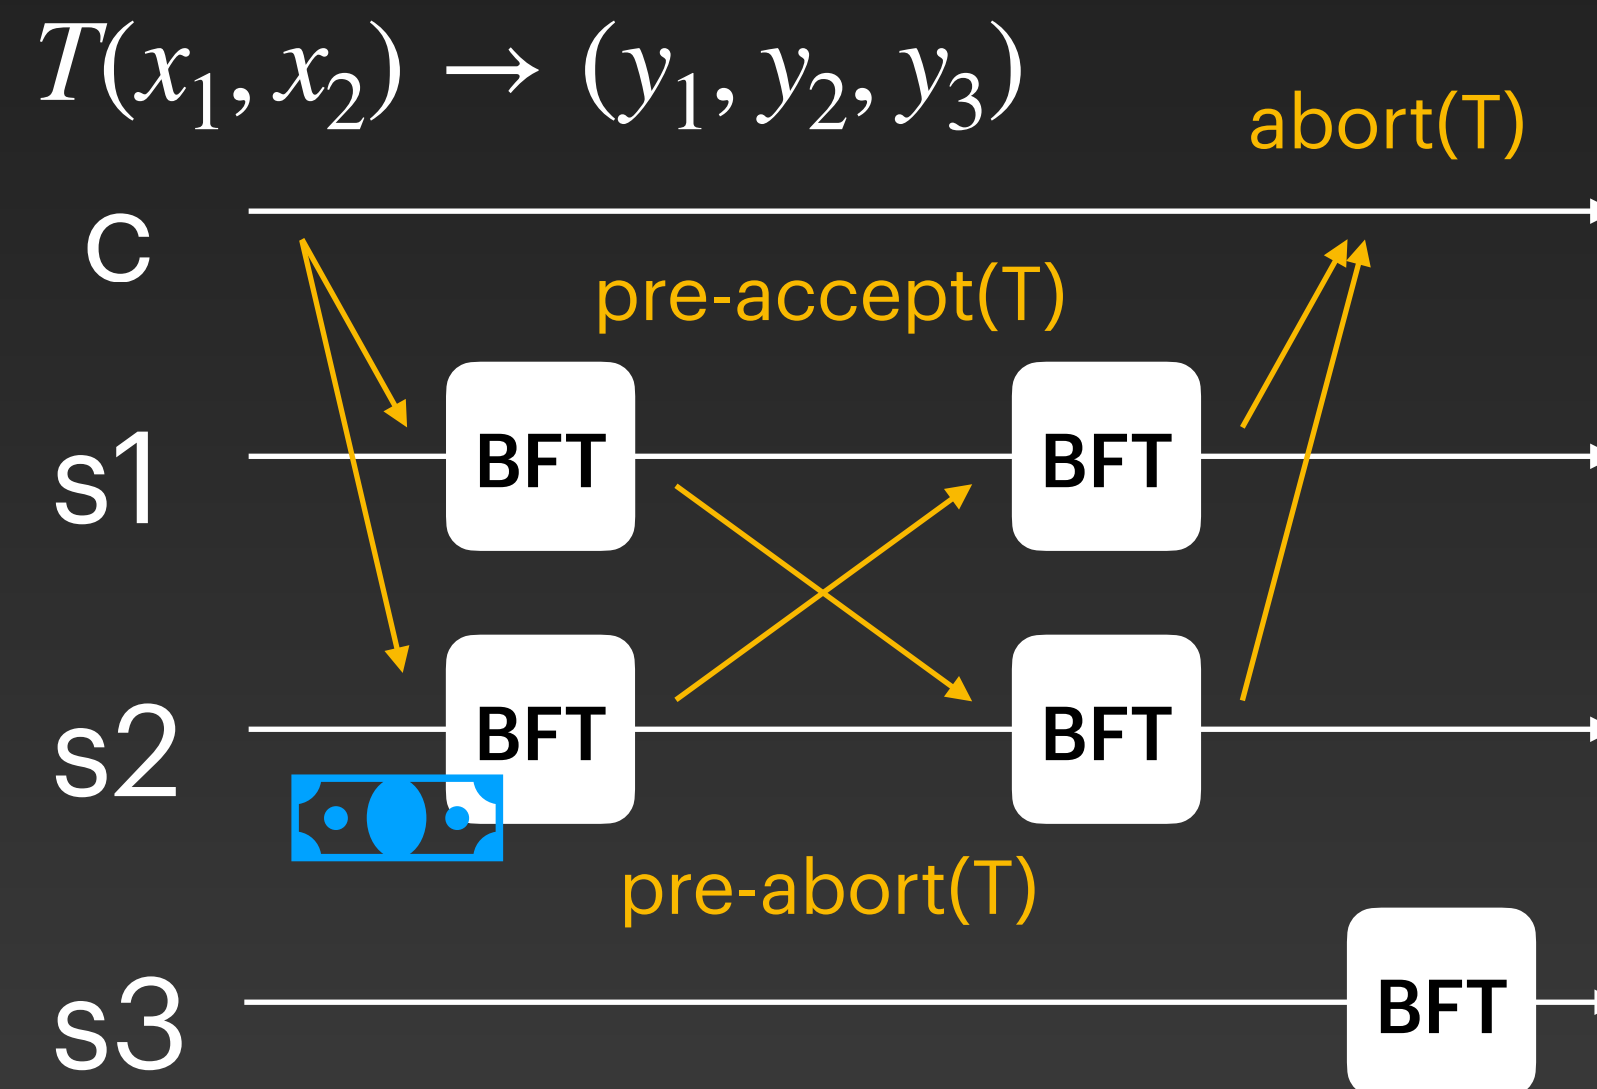 T(x₁, x₂) → (y₁, y₂, y₃)
abort(T)
c
pre-accept(T)
s1
BFT
BFT
s2
BFT
BFT
pre-abort(T)
s3
BFT